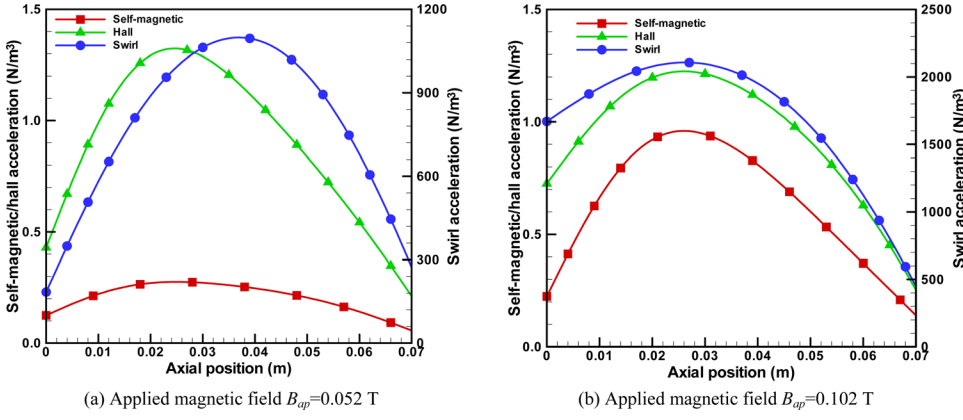 Self-magnetic/hall acceleration (N/m³)
1.5
1.0
0.5
0.0
Self-magnetic
Hall
Swirl
1200
900
600
300
0
Swirl acceleration (N/m³)
0 0.01 0.02 0.03 0.04 0.05 0.06 0.07
Axial position (m)
(a) Applied magnetic field Bap=0.052 T
Self-magnetic/hall acceleration (N/m³)
1.5
1.0
0.5
0.0
Self-magnetic
Hall
Swirl
2500
2000
1500
1000
500
0
Swirl acceleration (N/m³)
0 0.01 0.02 0.03 0.04 0.05 0.06 0.07
Axial position (m)
(b) Applied magnetic field Bap=0.102 T